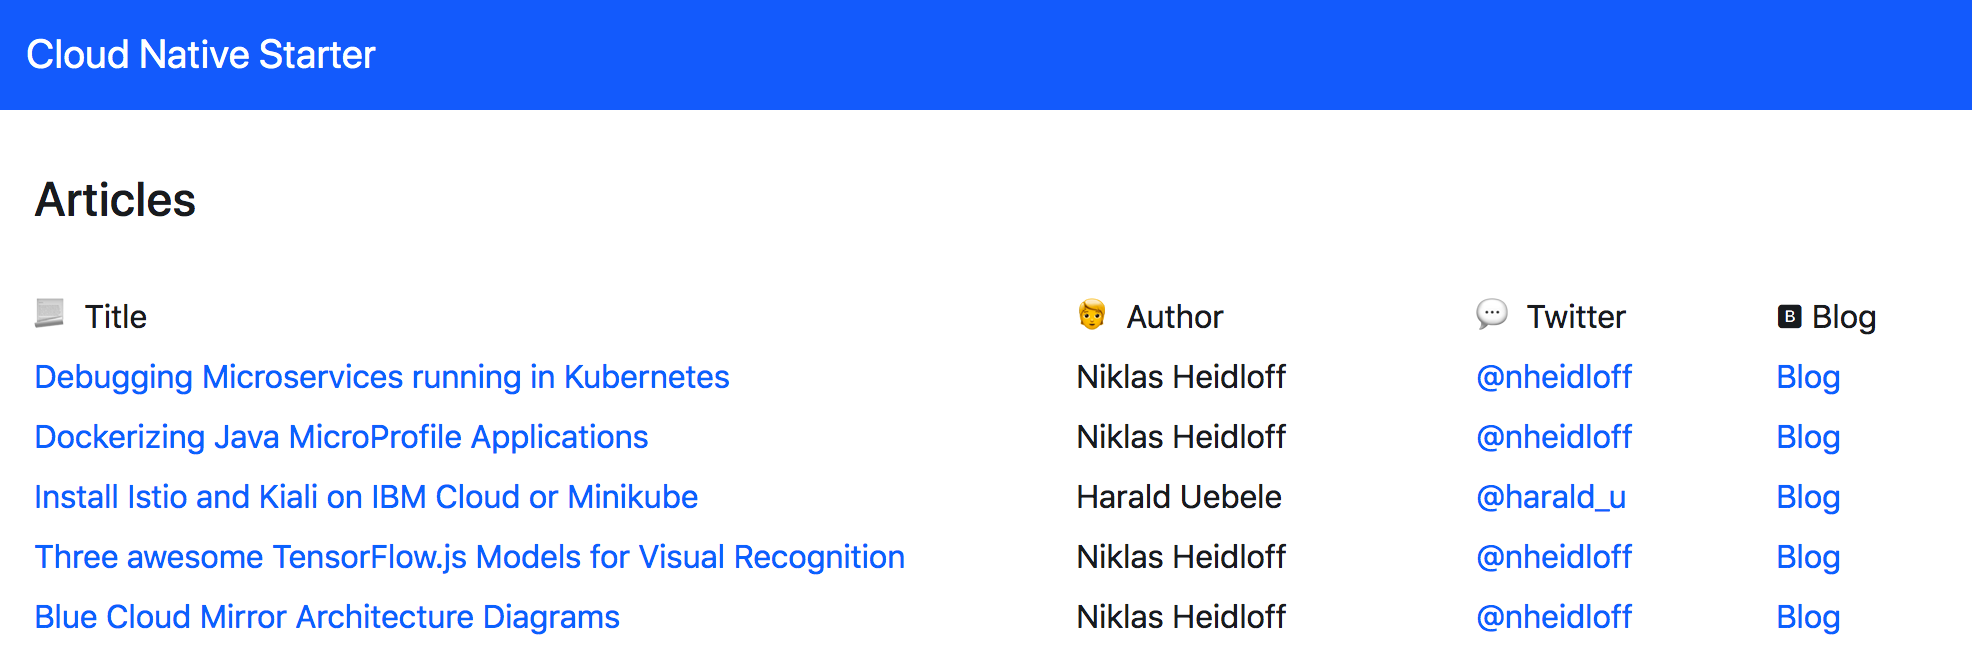 Cloud Native Starter
Articles
Title Author Twitter B Blog
Debugging Microservices running in Kubernetes Niklas Heidloff @nheidloff Blog
Dockerizing Java MicroProfile Applications Niklas Heidloff @nheidloff Blog
Install Istio and Kiali on IBM Cloud or Minikube Harald Uebele @harald_u Blog
Three awesome TensorFlow.js Models for Visual Recognition Niklas Heidloff @nheidloff Blog
Blue Cloud Mirror Architecture Diagrams Niklas Heidloff @nheidloff Blog